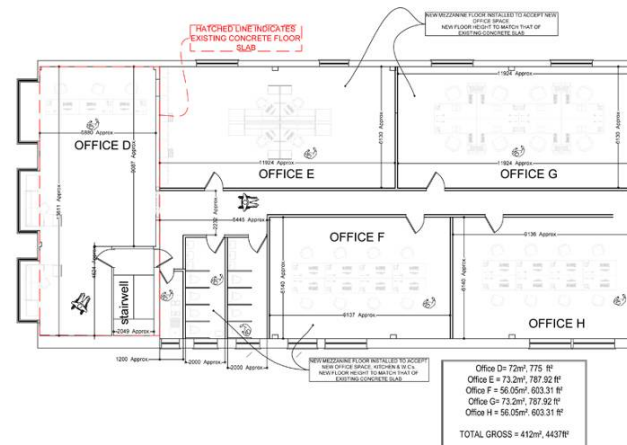 HATCHED LINE INDICATES
EXISTING CONCRETE FLOOR
SLAB
NEW MEZZANINE FLOOR INSTALLED TO ACCEPT NEW
OFFICE SPACE
NEW FLOOR HEIGHT TO MATCH THAT OF
EXISTING CONCRETE SLAB
11924 Approx
11924 Approx
OFFICE D
6130 Approx
6130 Approx
11924 Approx
11924 Approx
OFFICE E
OFFICE G
2049 Approx
stairwell
OFFICE F
OFFICE H
6140 Approx
6140 Approx
9137 Approx
1200 Approx
2000 Approx
2000 Approx
NEW MEZZANINE FLOOR INSTALLED TO ACCEPT
NEW OFFICE SPACE, KITCHEN & W.C's
NEW FLOOR HEIGHT TO MATCH THAT OF
EXISTING CONCRETE SLAB
Office D= 72m², 775 ft²
Office E = 73.2m², 787.92 ft²
Office F = 56.05m², 603.31 ft²
Office G= 73.2m², 787.92 ft²
Office H = 56.05m², 603.31 ft²
TOTAL GROSS = 412m², 4437ft²